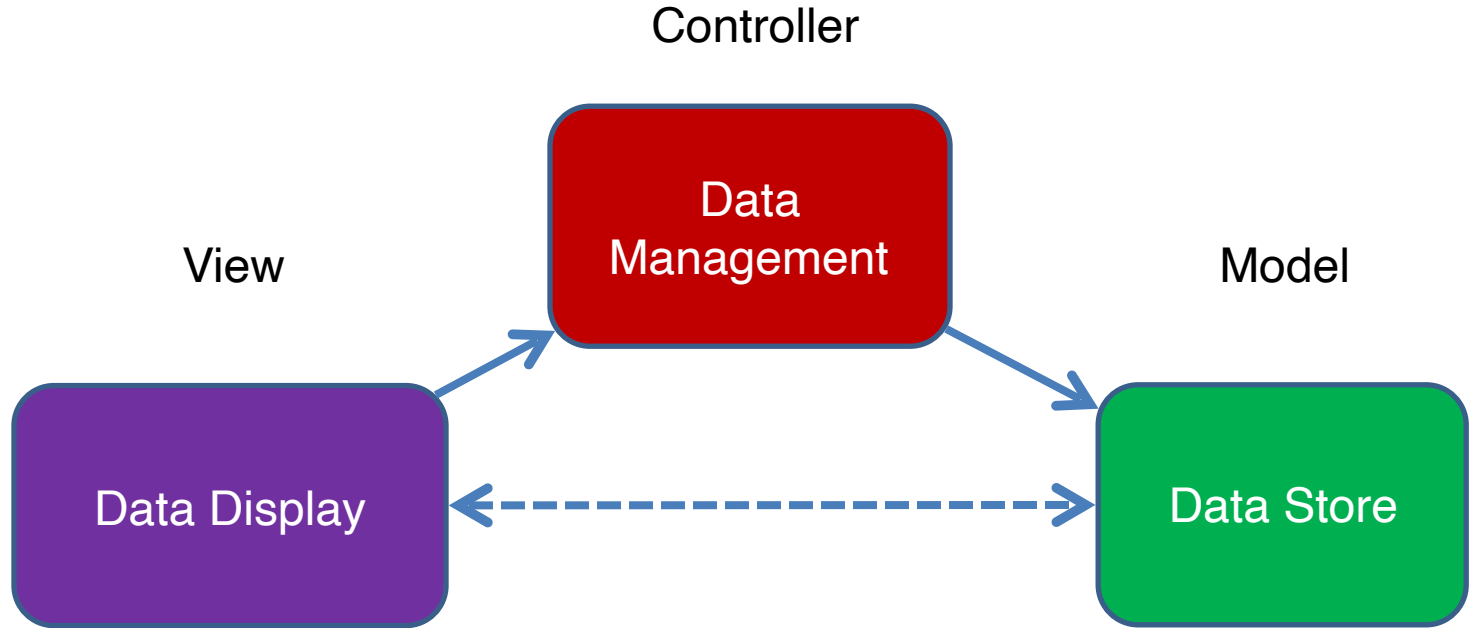 Controller
Data
Management
View
Model
Data Display
Data Store